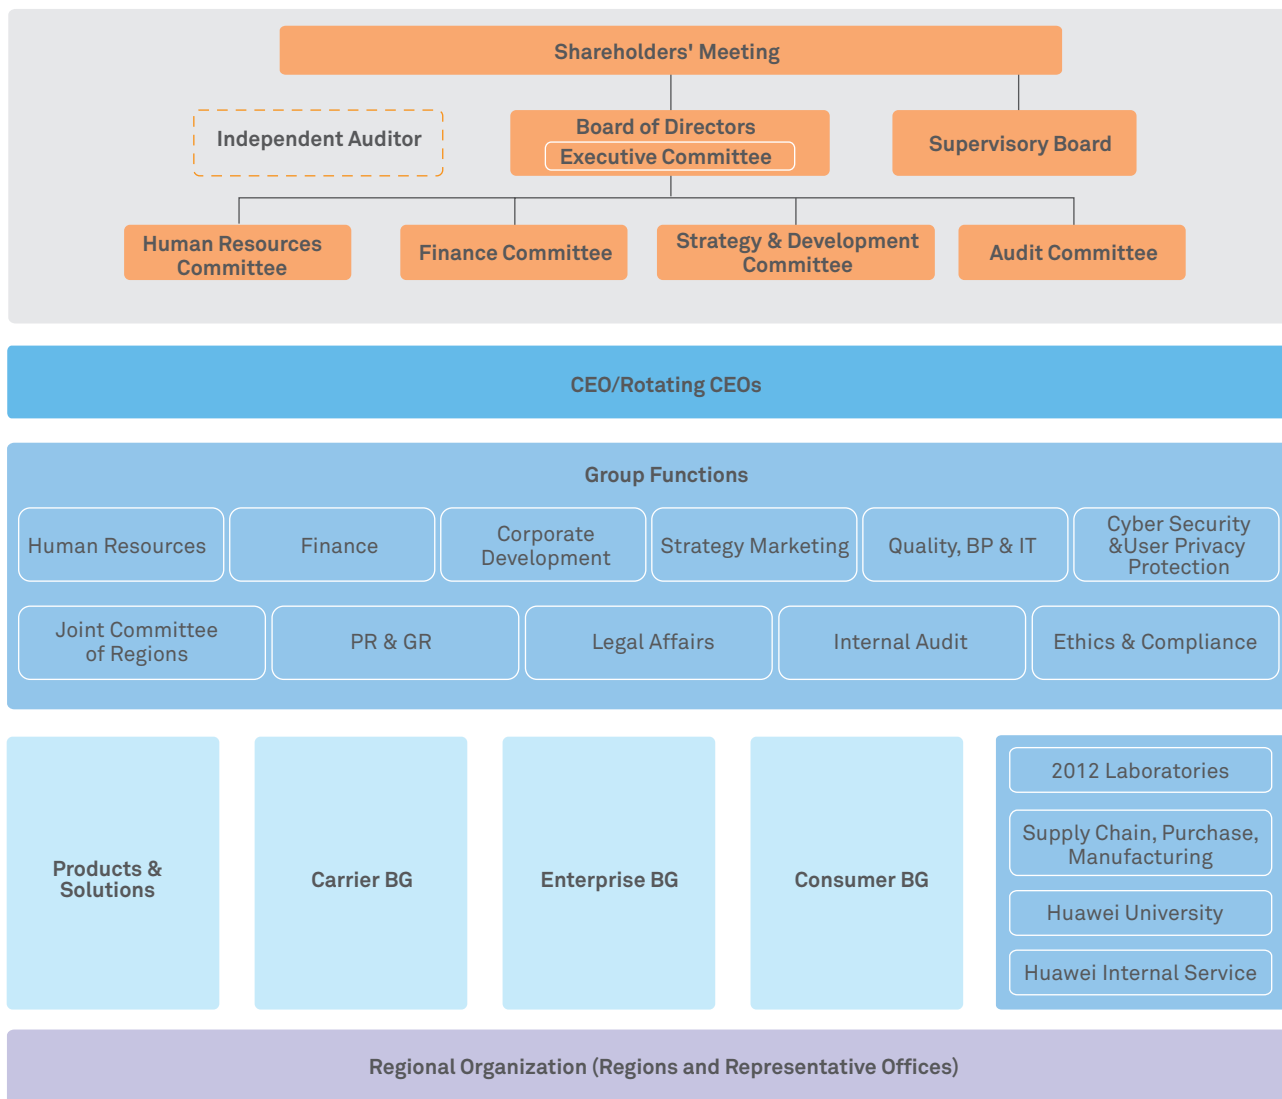 Shareholders' Meeting
Independent Auditor
Board of Directors
Executive Committee
Supervisory Board
Human Resources
Committee
Finance Committee
Strategy & Development
Committee
Audit Committee
CEO/Rotating CEOs
Group Functions
Human Resources
Finance
Corporate
Development
Strategy Marketing
Quality, BP & IT
Cyber Security
&User Privacy
Protection
Joint Committee
of Regions
PR & GR
Legal Affairs
Internal Audit
Ethics & Compliance
Products &
Solutions
Carrier BG
Enterprise BG
Consumer BG
2012 Laboratories
Supply Chain, Purchase,
Manufacturing
Huawei University
Huawei Internal Service
Regional Organization (Regions and Representative Offices)